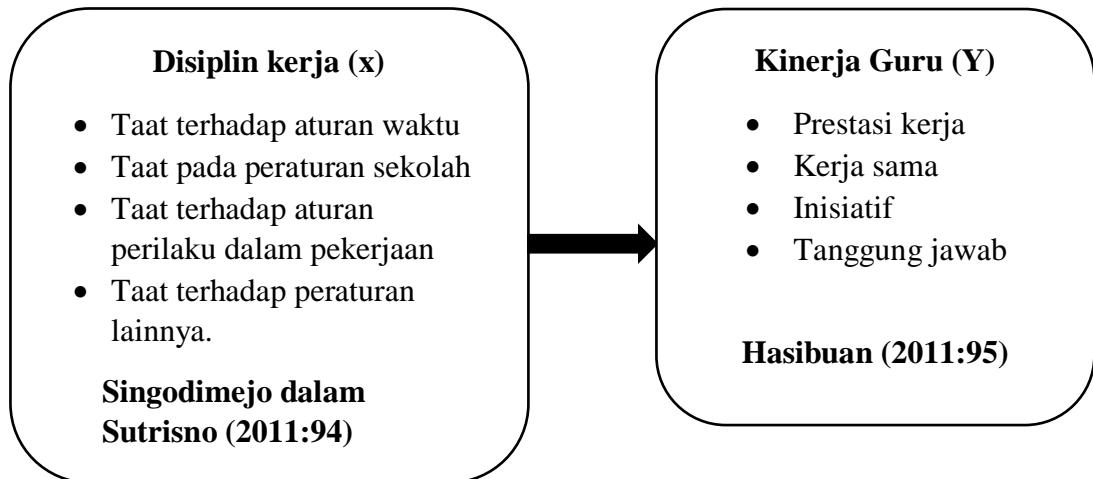 Disiplin kerja (x)
• Taat terhadap aturan waktu
• Taat pada peraturan sekolah
• Taat terhadap aturan
perilaku dalam pekerjaan
• Taat terhadap peraturan
lainnya.
Singodimejo dalam
Sutrisno (2011:94)
Kinerja Guru (Y)
• Prestasi kerja
• Kerja sama
• Inisiatif
• Tanggung jawab
Hasibuan (2011:95)